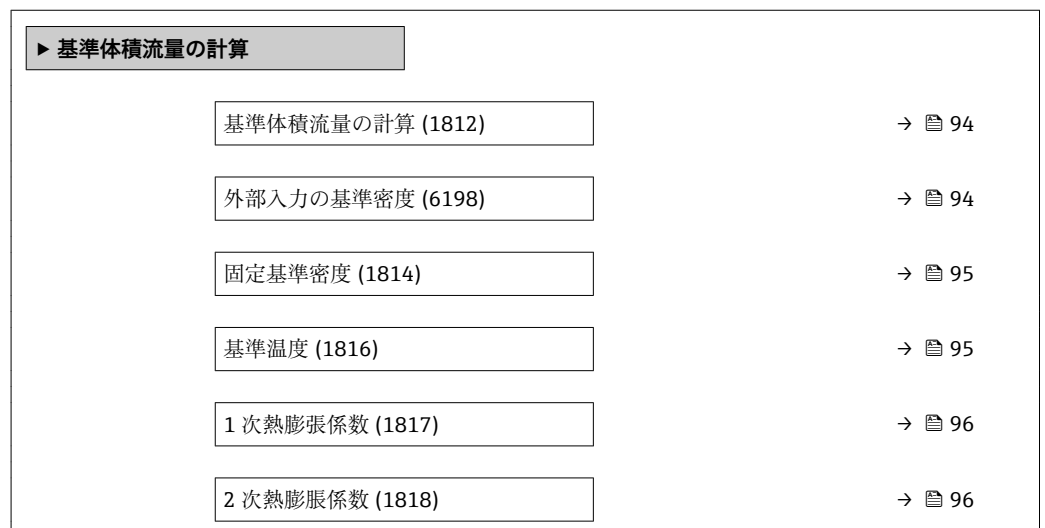 ▶ 基準体積流量の計算
基準体積流量の計算 (1812) → 94
外部入力の基準密度 (6198) → 94
固定基準密度 (1814) → 95
基準温度 (1816) → 95
1 次熱膨張係数 (1817) → 96
2 次熱膨脹係数 (1818) → 96